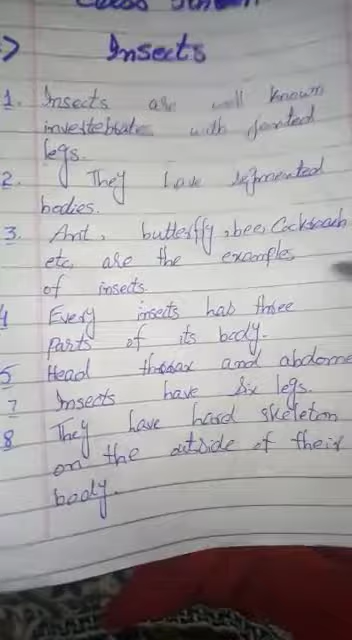 Insects
1. Insects are well known
invertebrates with jointed
legs.
2. They have segmented
bodies.
3. Ant, butterfly, bee, Cockroach
etc are the examples
of insects.
4 Every insects has three
parts of its body.
5 Head thorax and abdome
7 Insects have six legs.
8 They have hard skeleton
on the outside of their
body.